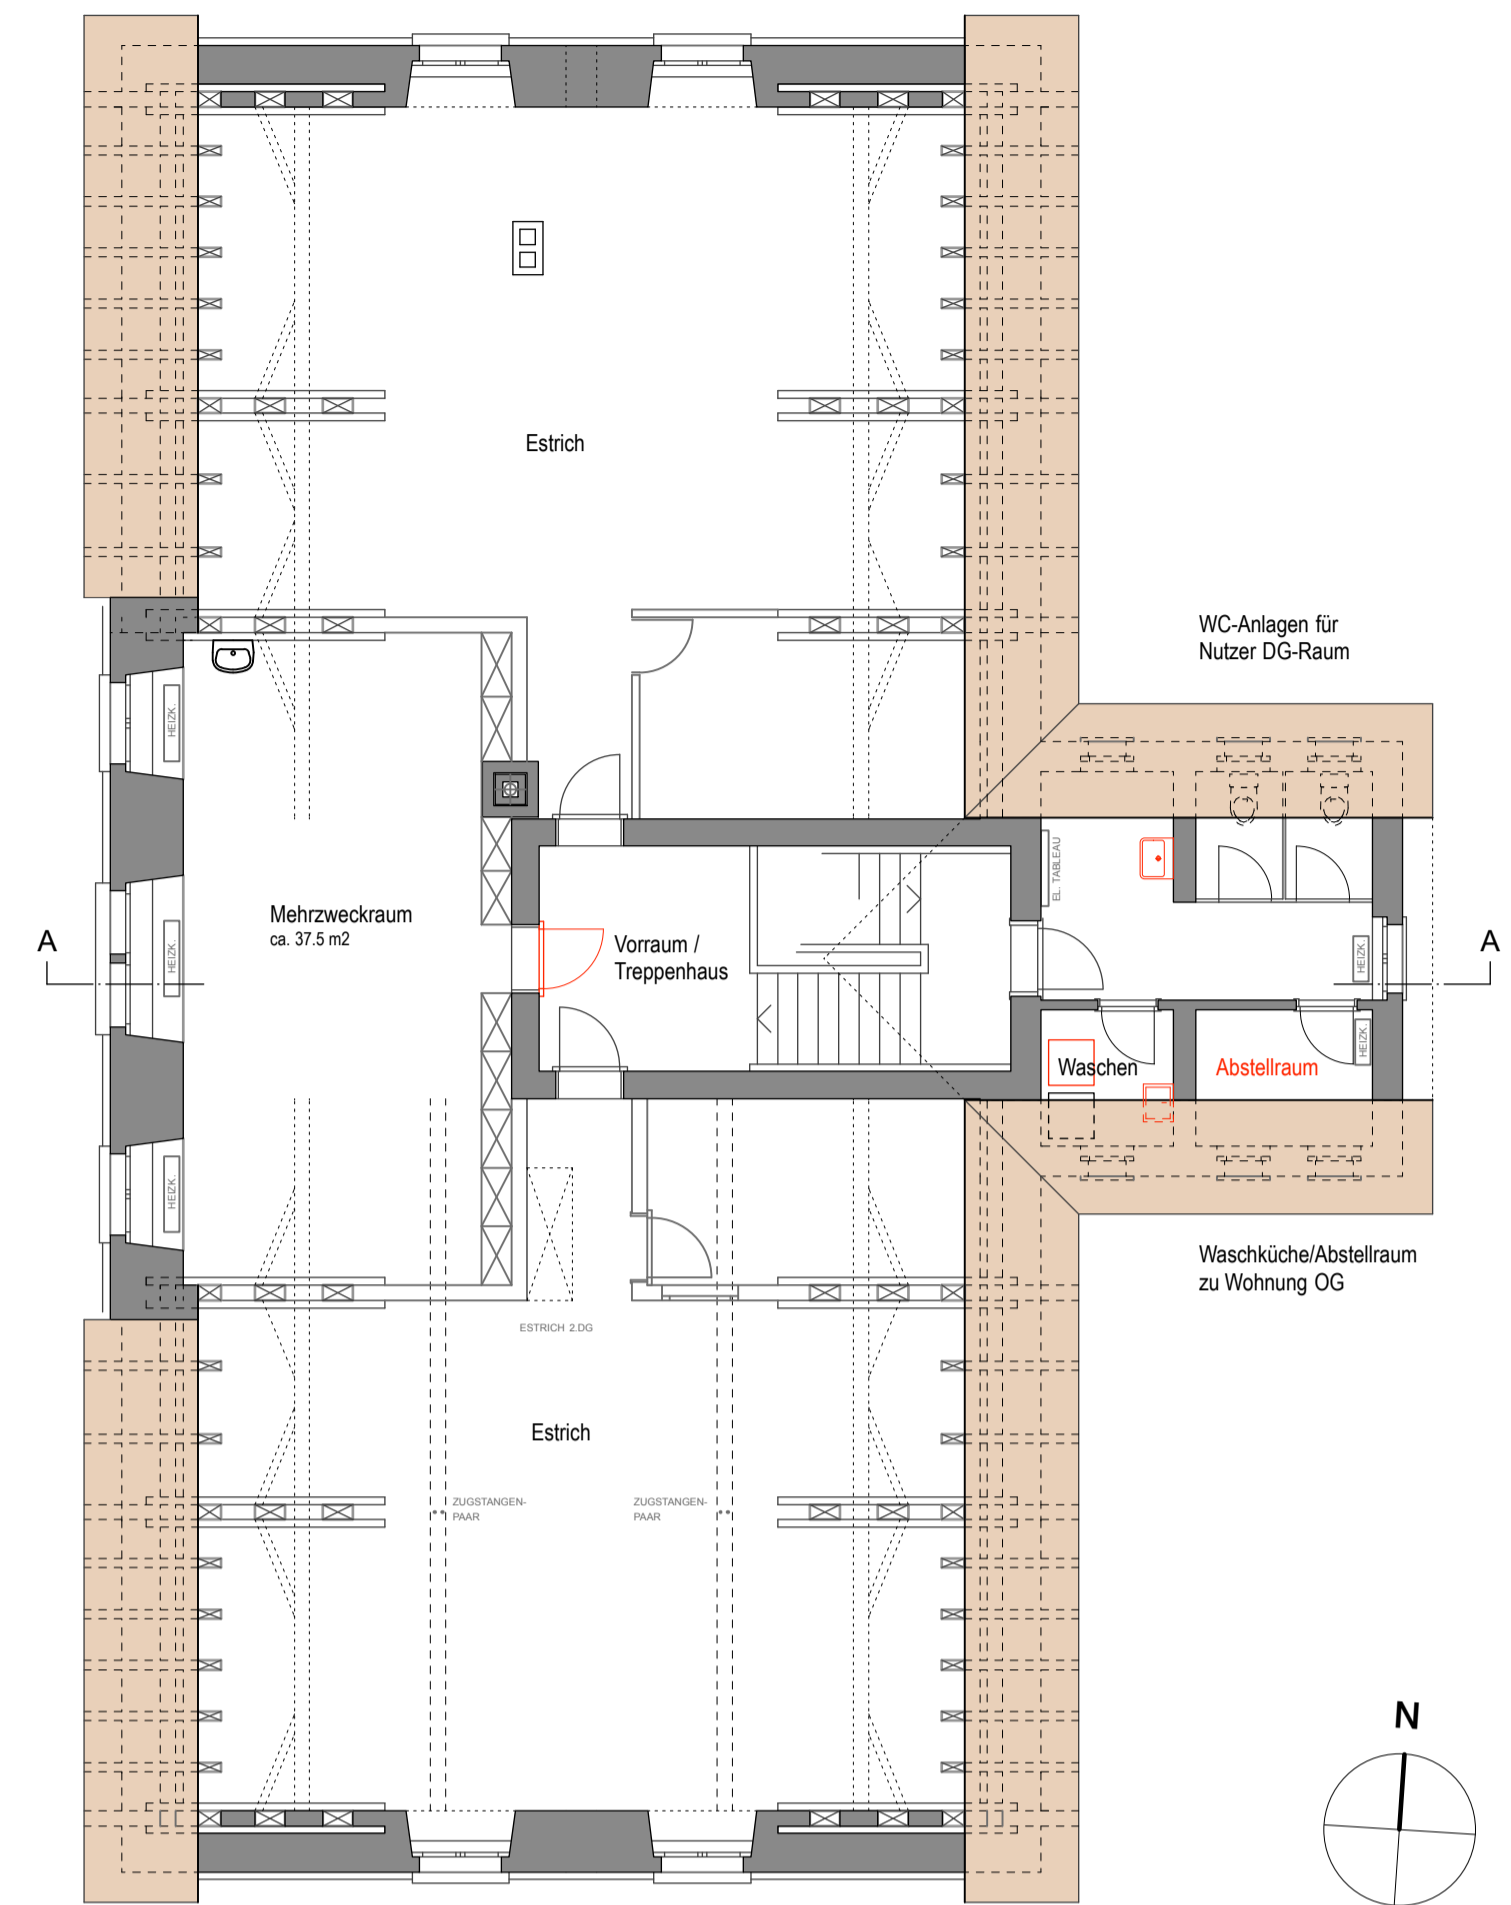 Estrich
WC-Anlagen für
Nutzer DG-Raum
HEIZK.
EL. TABLEAU
Mehrzweckraum
ca. 37.5 m2
A
A
Vorraum /
Treppenhaus
HEIZK.
HEIZK.
HEIZK.
Waschen
Abstellraum
HEIZK.
Waschküche/Abstellraum
zu Wohnung OG
ESTRICH 2.DG
Estrich
ZUGSTANGEN-
PAAR
ZUGSTANGEN-
PAAR
N